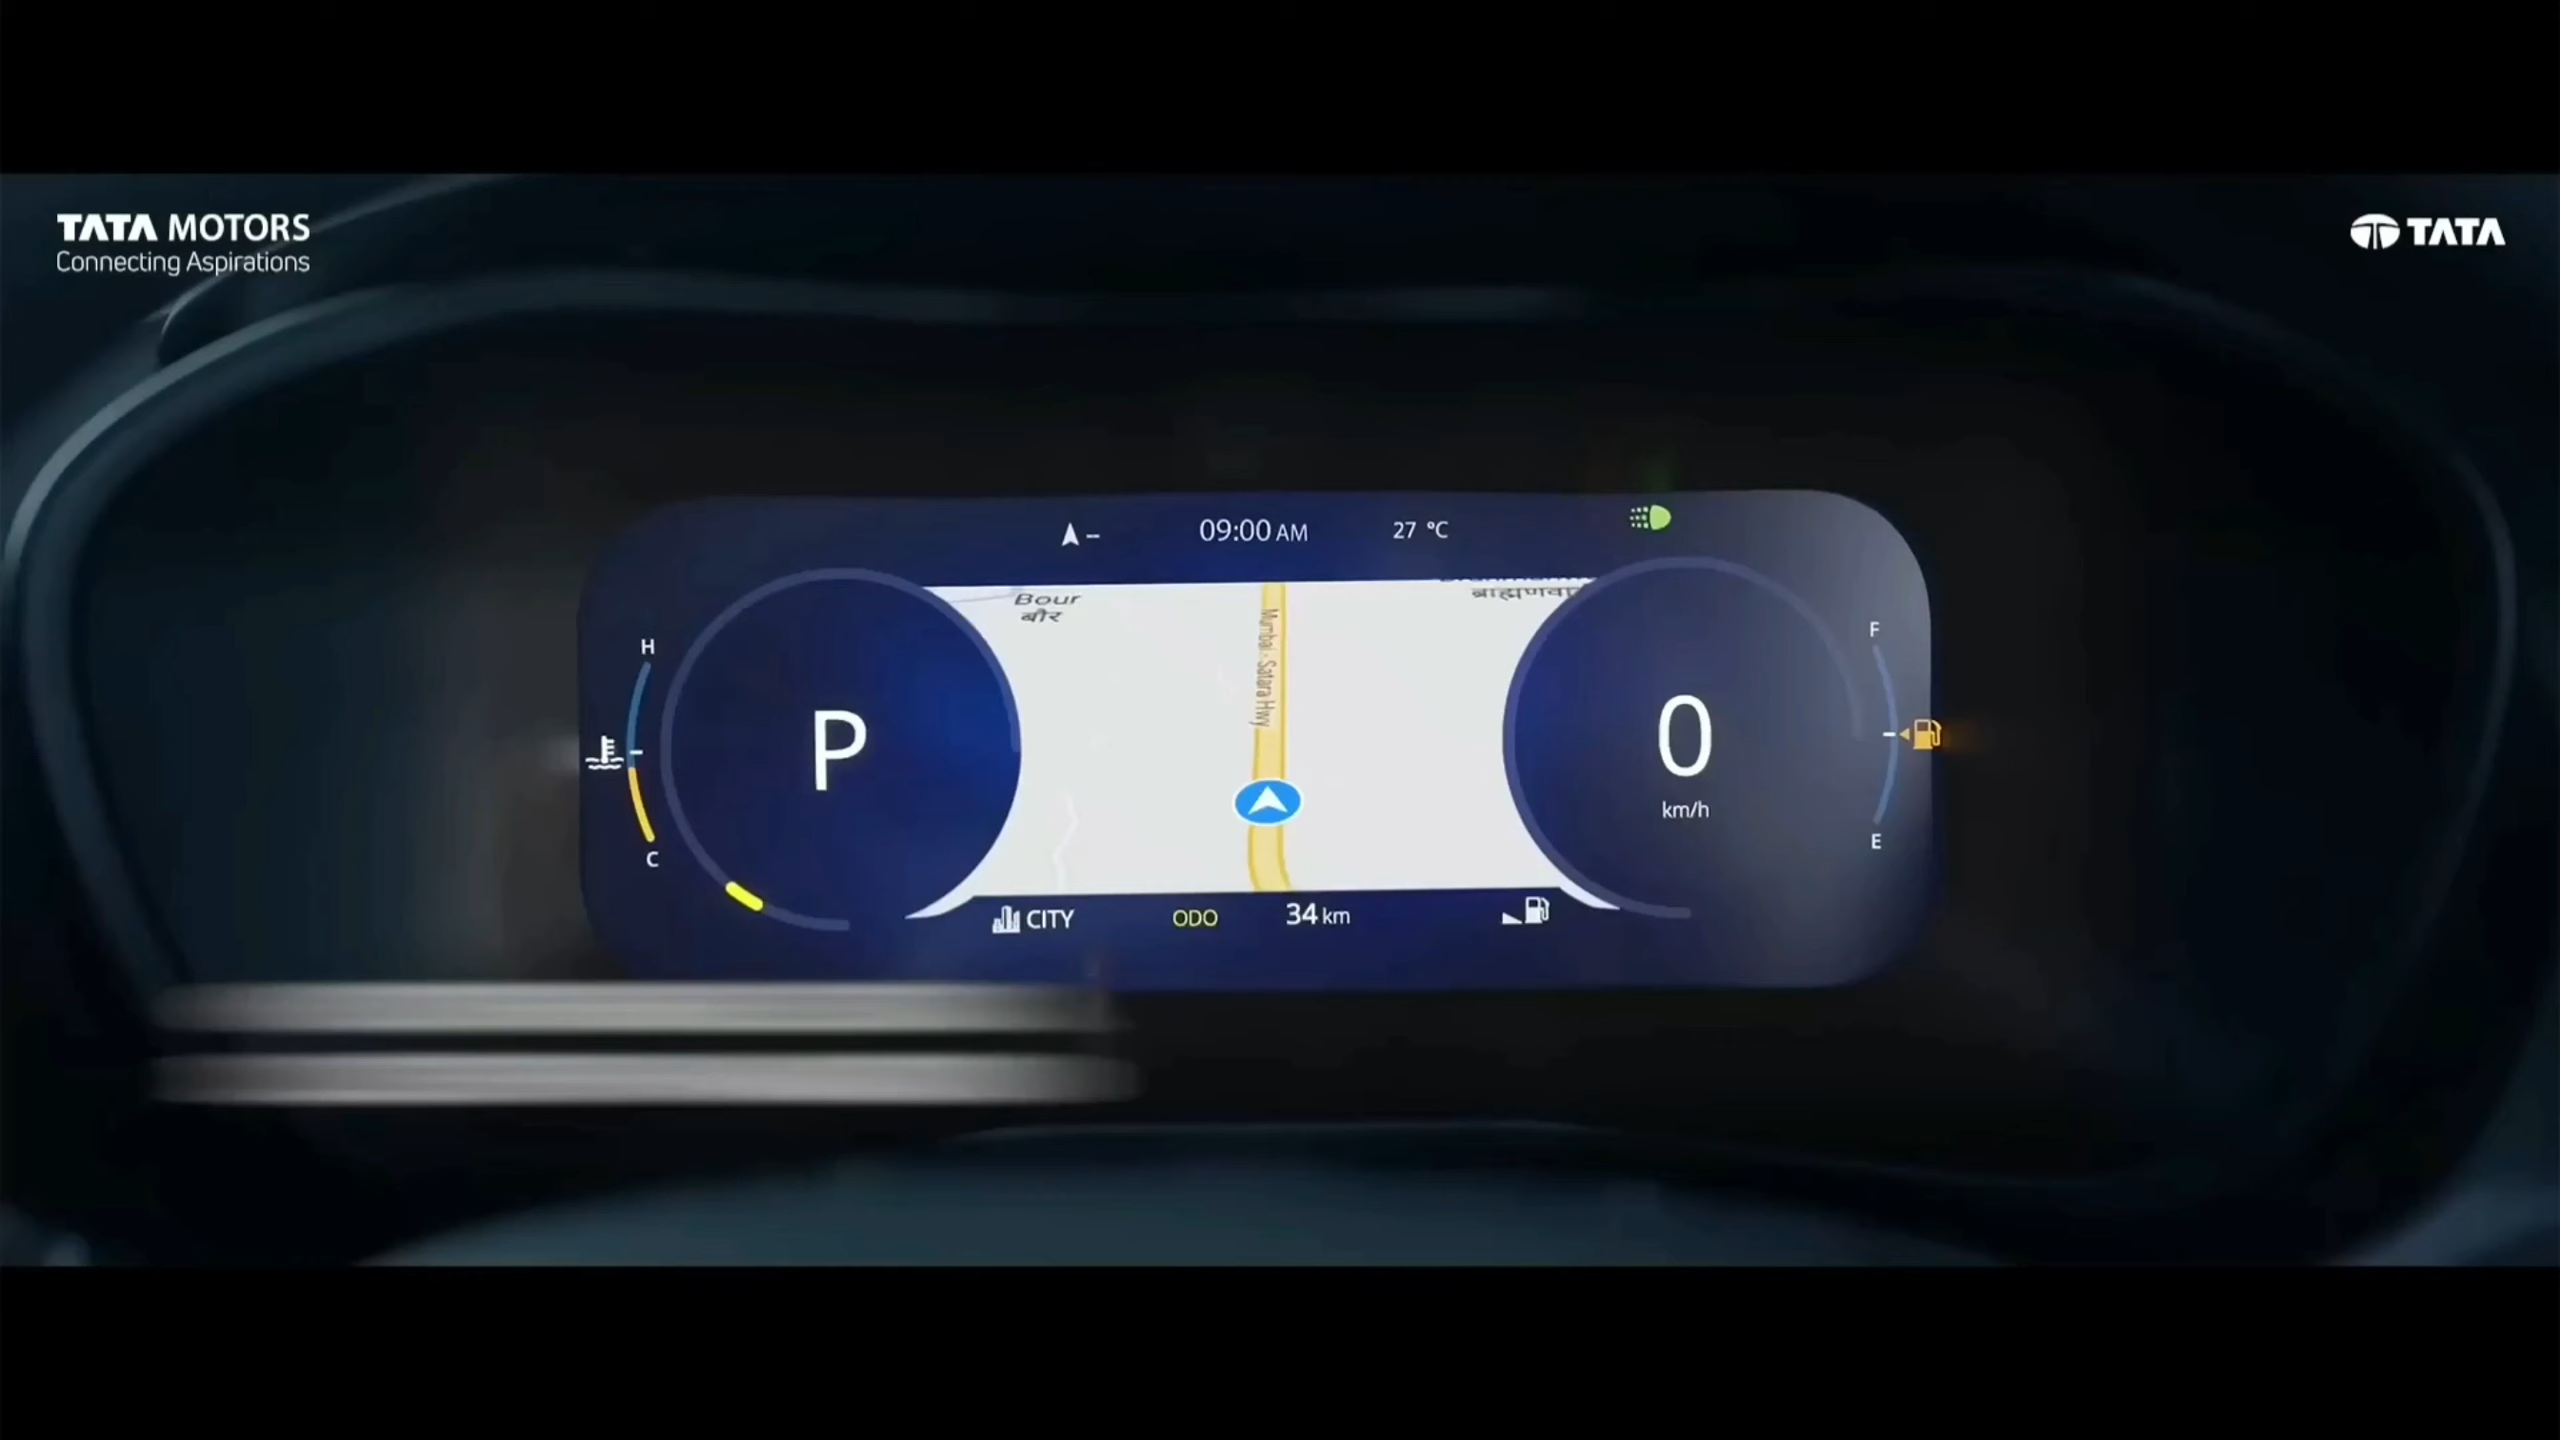 TATA MOTORS
Connecting Aspirations
TATA
09:00 AM
27 °C
Bour
बौर
Mumbai - Satara Hwy
H
C
P
0
km/h
F
E
CITY
ODO
34 km